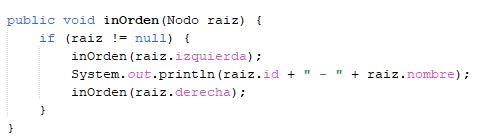 public void inOrden(Nodo raiz) {
    if (raiz != null) {
        inOrden(raiz.izquierda);
        System.out.println(raiz.id + " - " + raiz.nombre);
        inOrden(raiz.derecha);
    }
}